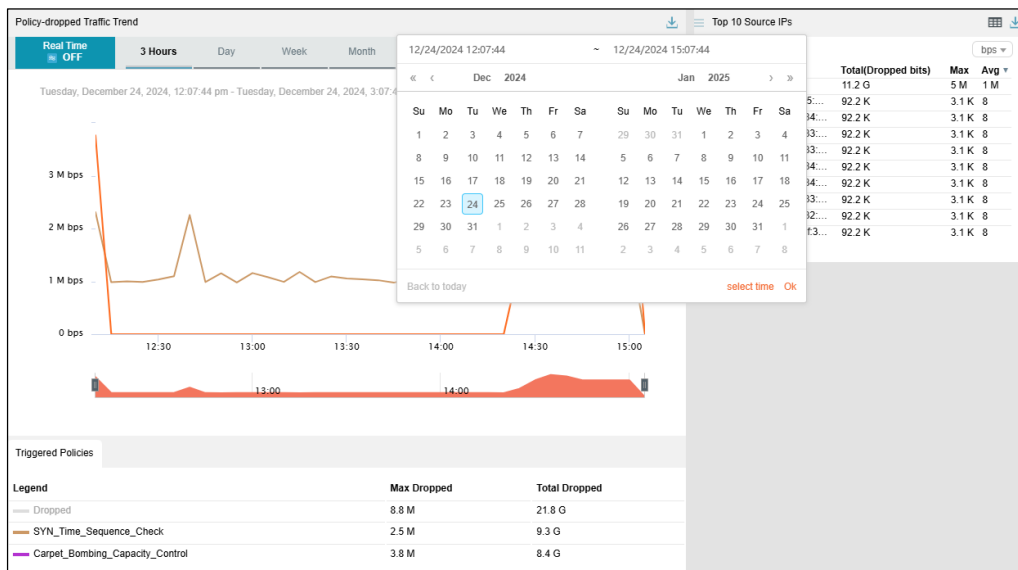 Policy-dropped Traffic Trend
Real Time
OFF
3 Hours
Day
Week
Month
Tuesday, December 24, 2024, 12:07:44 pm - Tuesday, December 24, 2024, 3:07:4
3 M bps
2 M bps
1 M bps
0 bps
12:30 13:00 13:30 14:00 14:30 15:00
13:00 14:00
12/24/2024 12:07:44 ~ 12/24/2024 15:07:44
« ‹ Dec 2024
Su Mo Tu We Th Fr Sa
1 2 3 4 5 6 7
8 9 10 11 12 13 14
15 16 17 18 19 20 21
22 23 24 25 26 27 28
29 30 31 1 2 3 4
5 6 7 8 9 10 11
Jan 2025 › »
Su Mo Tu We Th Fr Sa
29 30 31 1 2 3 4
5 6 7 8 9 10 11
12 13 14 15 16 17 18
19 20 21 22 23 24 25
26 27 28 29 30 31 1
2 3 4 5 6 7 8
Back to today
select time Ok
Top 10 Source IPs
bps
Total(Dropped bits) Max Avg
11.2 G 5 M 1 M
5:... 92.2 K 3.1 K 8
34:... 92.2 K 3.1 K 8
33:... 92.2 K 3.1 K 8
33:... 92.2 K 3.1 K 8
34:... 92.2 K 3.1 K 8
34:... 92.2 K 3.1 K 8
33:... 92.2 K 3.1 K 8
32:... 92.2 K 3.1 K 8
f:3... 92.2 K 3.1 K 8
Triggered Policies
Legend Max Dropped Total Dropped
Dropped 8.8 M 21.8 G
SYN_Time_Sequence_Check 2.5 M 9.3 G
Carpet_Bombing_Capacity_Control 3.8 M 8.4 G